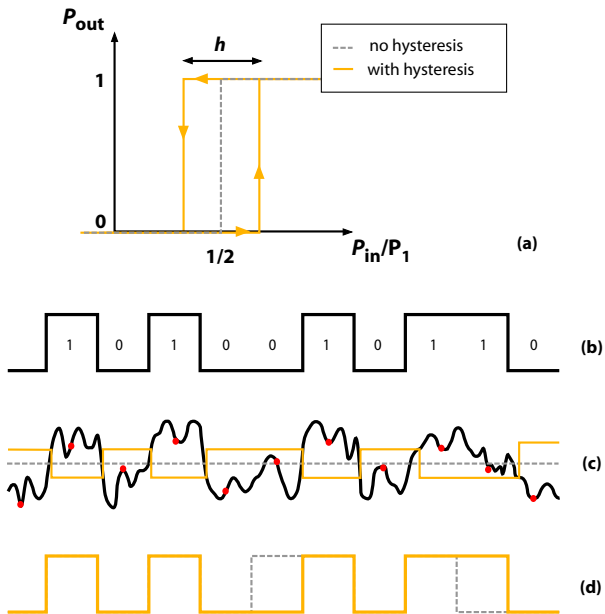 P_out
h
no hysteresis
with hysteresis
1
0
1/2
P_in/P_1
(a)
1 0 1 0 0 1 0 1 1 0
(b)
(c)
(d)